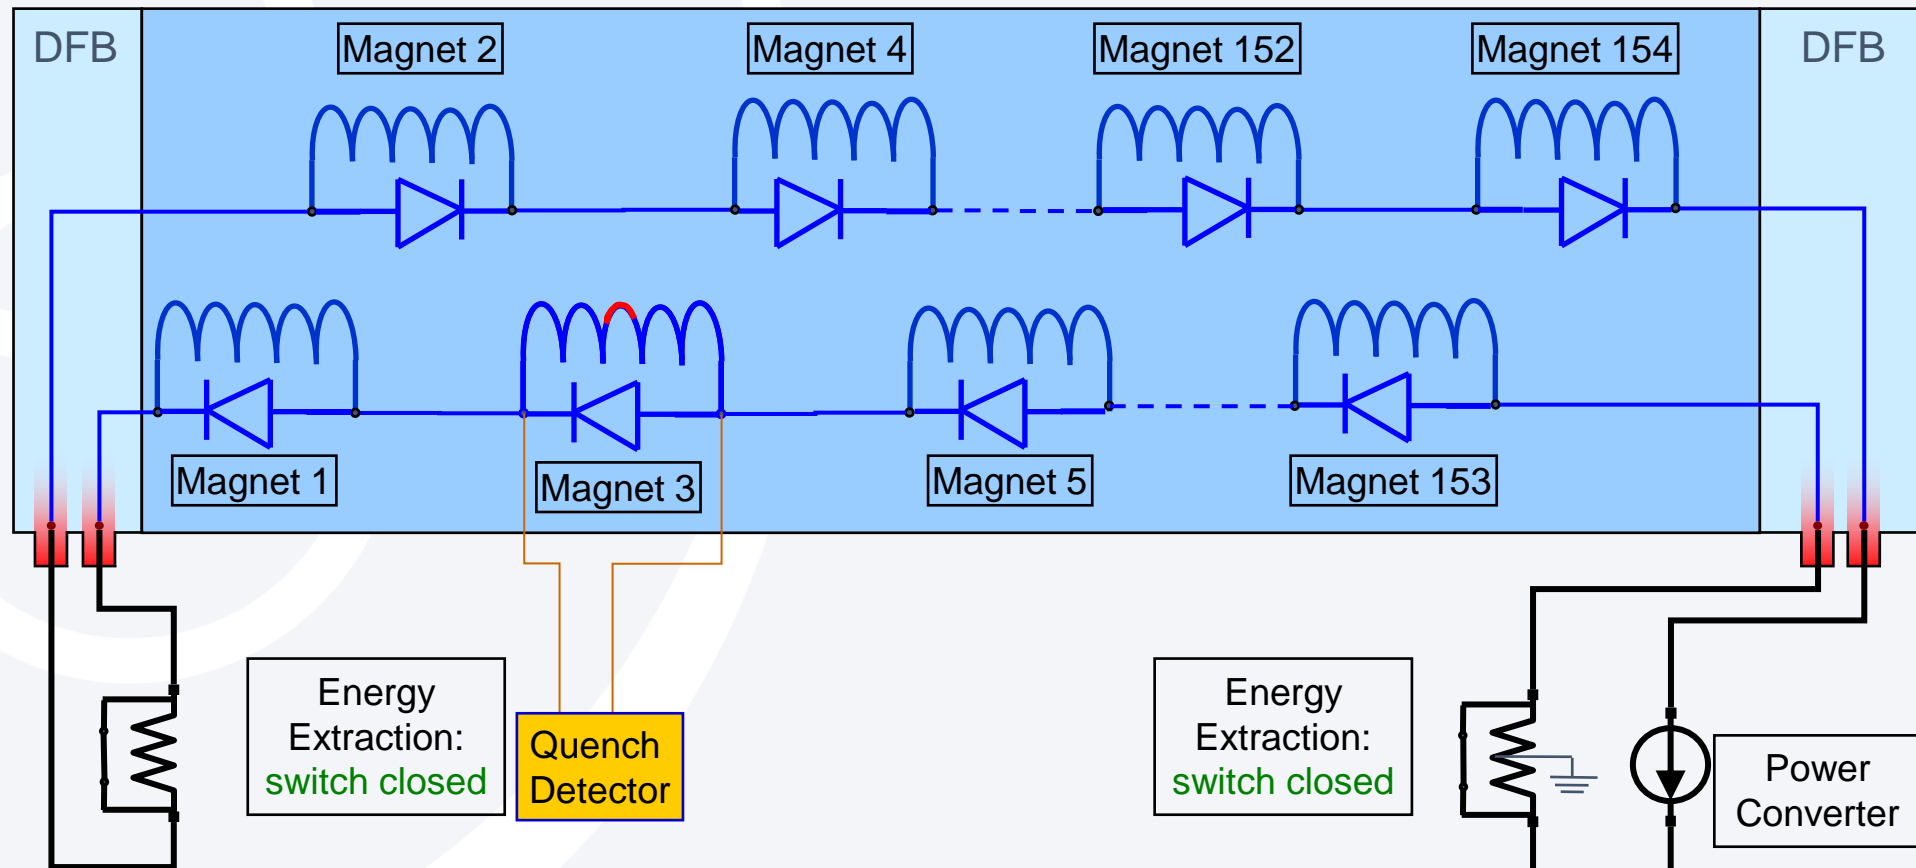 DFB
Magnet 2
Magnet 4
Magnet 152
Magnet 154
DFB
Magnet 1
Magnet 3
Magnet 5
Magnet 153
Energy
Extraction:
switch closed
Quench
Detector
Energy
Extraction:
switch closed
Power
Converter